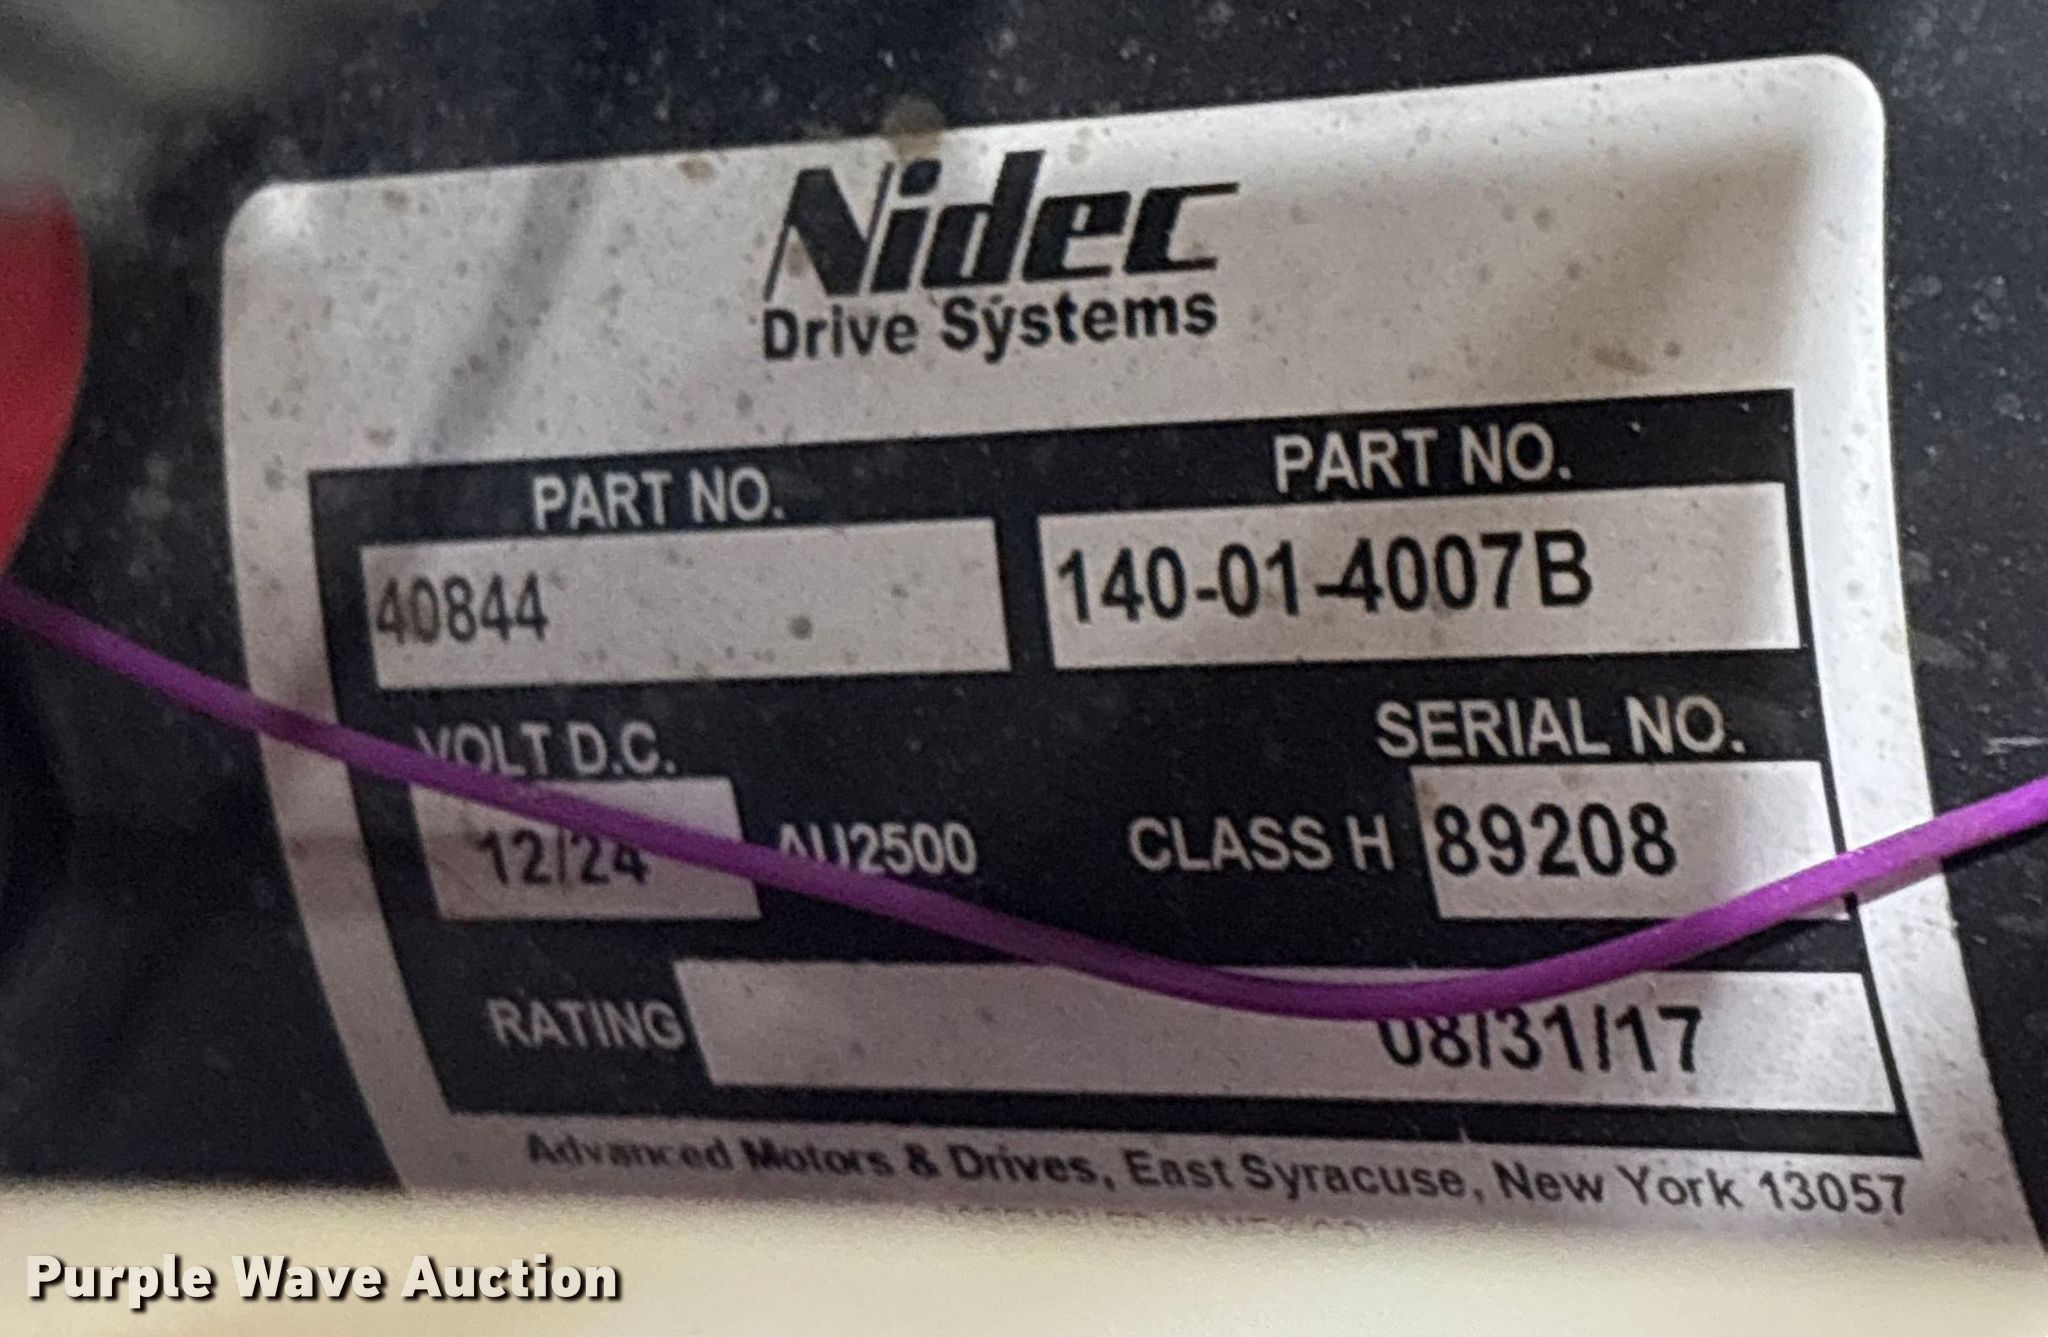 Nidec
Drive Systems
PART NO. PART NO.
40844 140-01-4007B
VOLT D.C. SERIAL NO.
12/24 AU2500 CLASS H 89208
RATING 08/31/17
Advanced Motors & Drives, East Syracuse, New York 13057
Purple Wave Auction